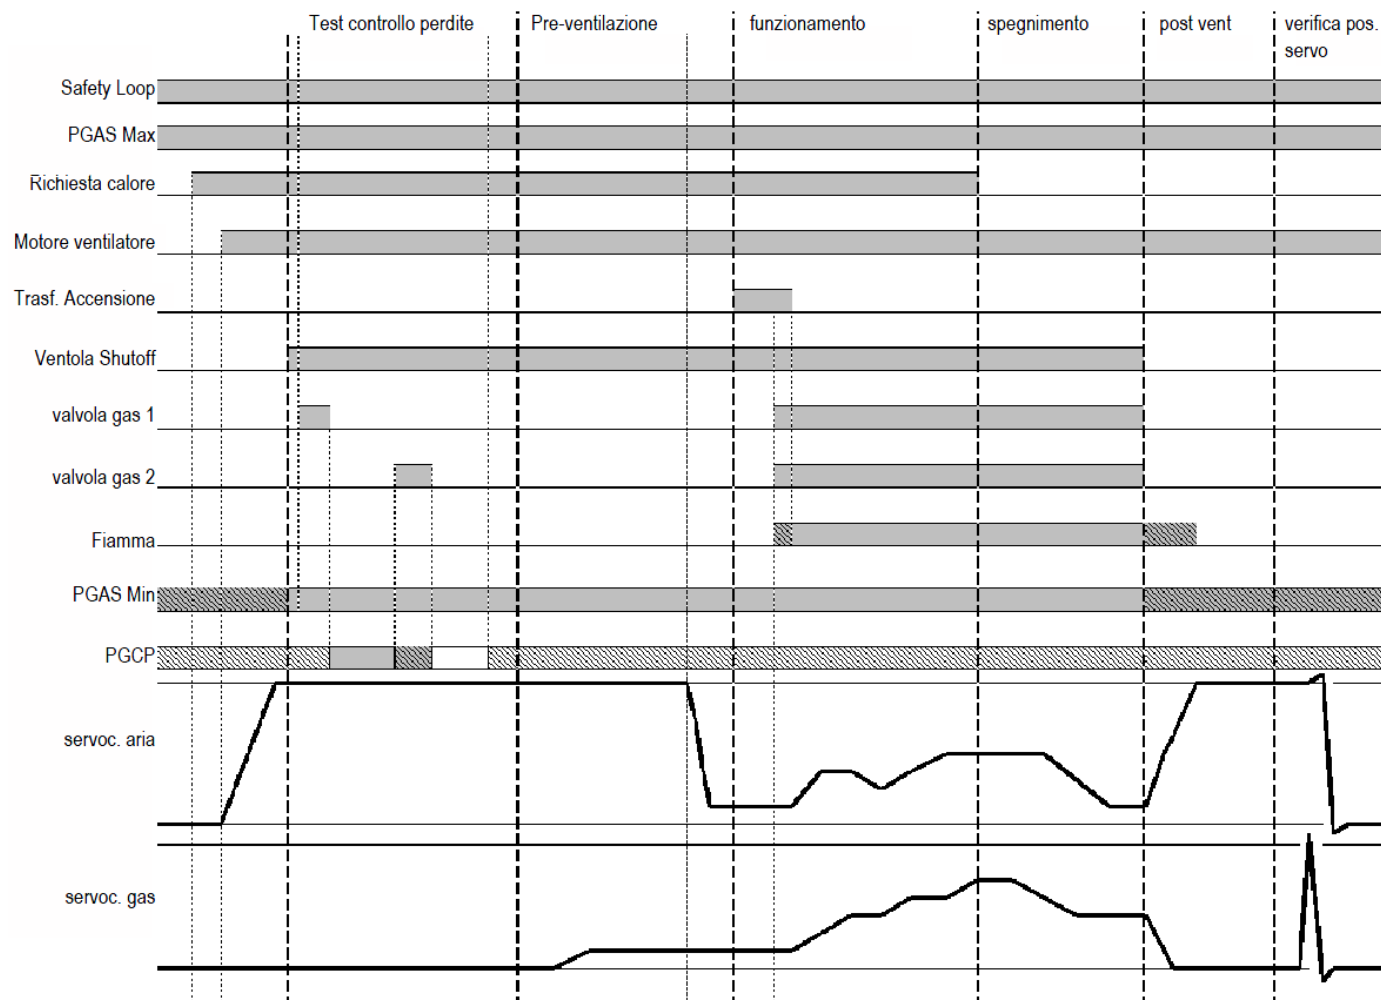 Test controllo perdite
Pre-ventilazione
funzionamento
spegnimento
post vent
verifica pos.
servo
Safety Loop
PGAS Max
Richiesta calore
Motore ventilatore
Trasf. Accensione
Ventola Shutoff
valvola gas 1
valvola gas 2
Fiamma
PGAS Min
PGCP
servoc. aria
servoc. gas